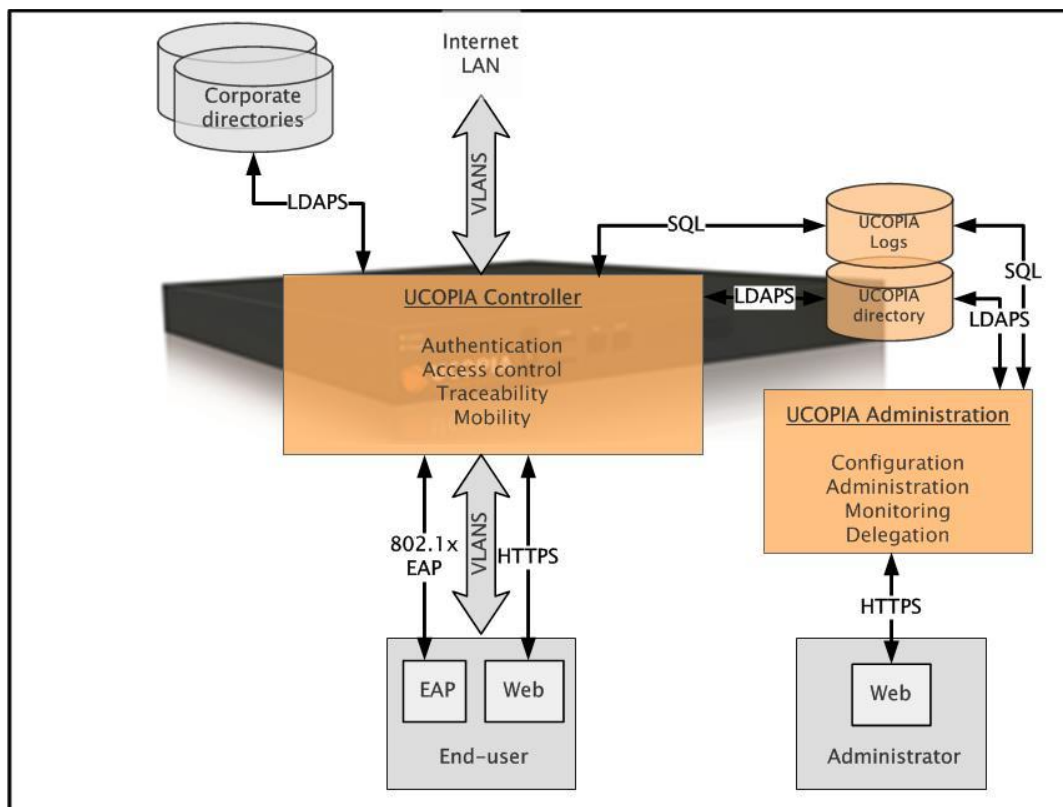 Internet
LAN
Corporate
directories
VLANS
LDAPS
SQL
UCOPIA
Logs
SQL
UCOPIA Controller
LDAPS
UCOPIA
directory
LDAPS
Authentication
Access control
Traceability
Mobility
UCOPIA Administration
Configuration
Administration
Monitoring
Delegation
802.1x
EAP
VLANS
HTTPS
HTTPS
EAP
Web
End-user
Web
Administrator